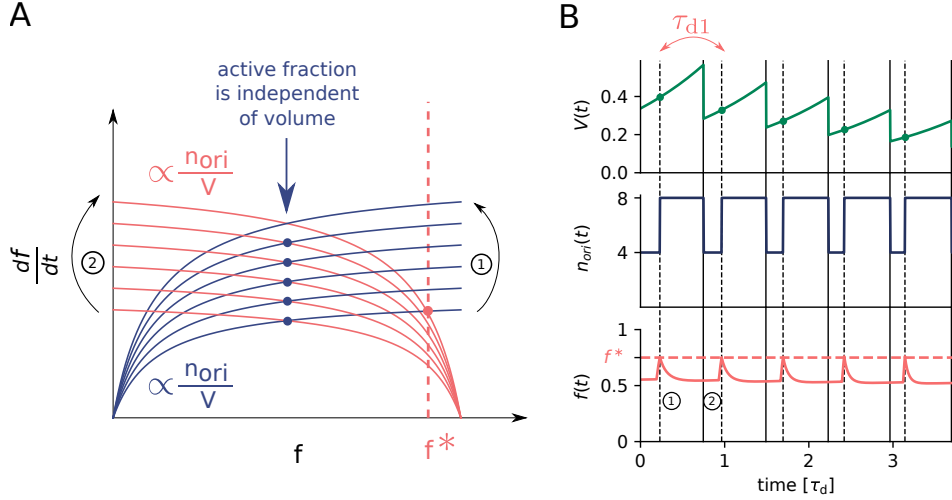 A
active fraction
is independent
of volume
∝ n_ori/V
df/dt
②
①
∝ n_ori/V
f
f*
B
τ_d1
V(t)
0.4
0.2
0.0
n_ori(t)
8
4
f(t)
1
f*
0.5
0
①
②
0
1
2
3
time [τ_d]